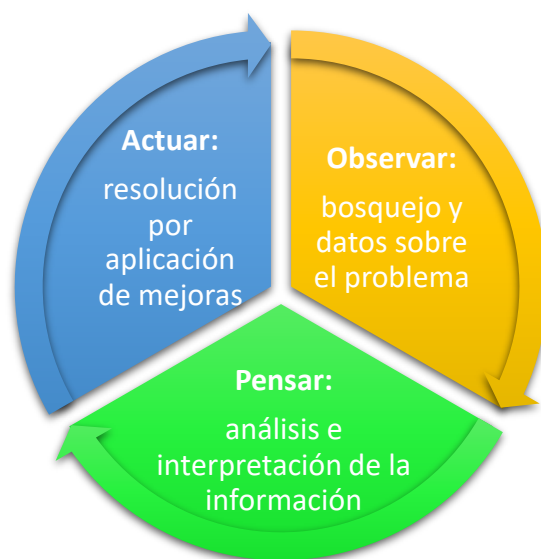 Actuar:
resolución
por
aplicación
de mejoras
Observar:
bosquejo y
datos sobre
el problema
Pensar:
análisis e
interpretación de la
información